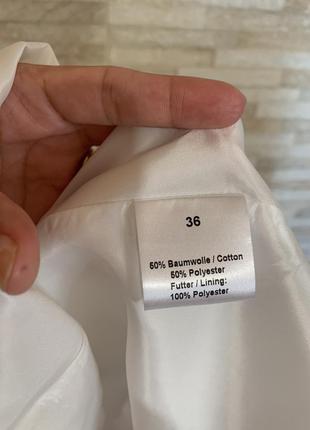 36
50% Baumwolle / Cotton
50% Polyester
Futter / Lining:
100% Polyester